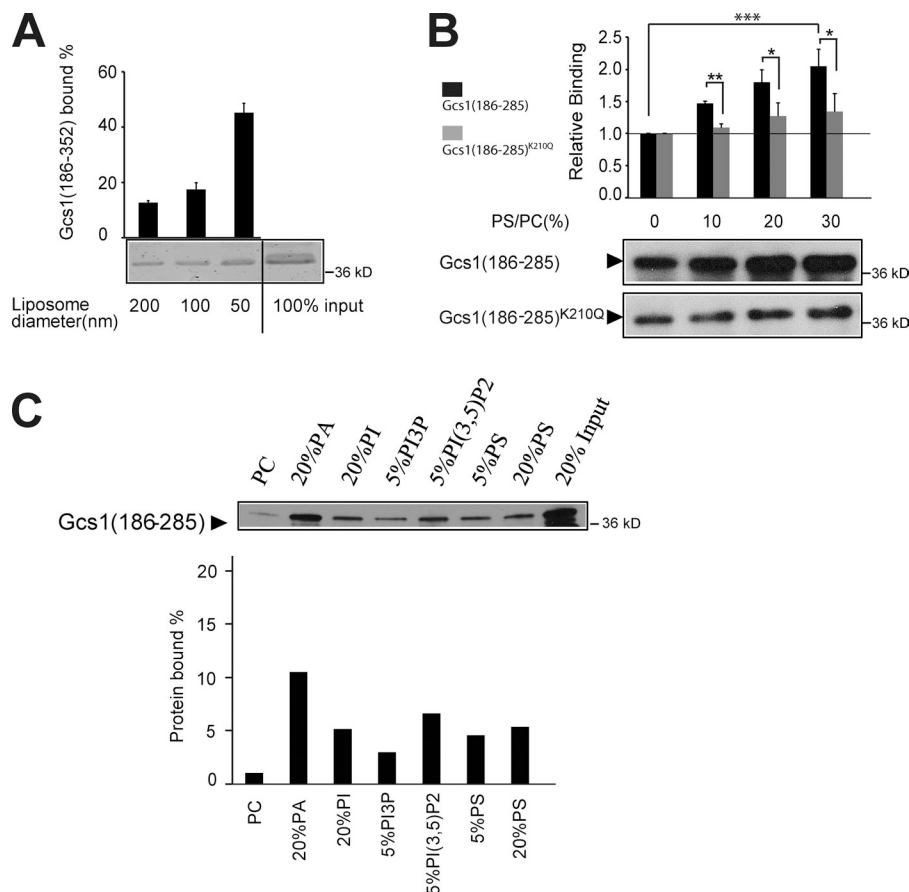 A
Gcs1(186-352) bound %
60
40
20
0
36 kD
Liposome diameter(nm)
200 100 50 100% input
B
Gcs1(186-285)
Gcs1(186-285)K210Q
Relative Binding
2.5
2.0
1.5
1.0
0.5
0.0
***
**
*
*
PS/PC(%) 0 10 20 30
Gcs1(186-285)
36 kD
Gcs1(186-285)K210Q
36 kD
C
PC
20%PA
20%PI
5%PI3P
5%PI(3,5)P2
5%PS
20%PS
20% Input
Gcs1(186-285)
36 kD
Protein bound %
20
15
10
5
0
PC
20%PA
20%PI
5%PI3P
5%PI(3,5)P2
5%PS
20%PS